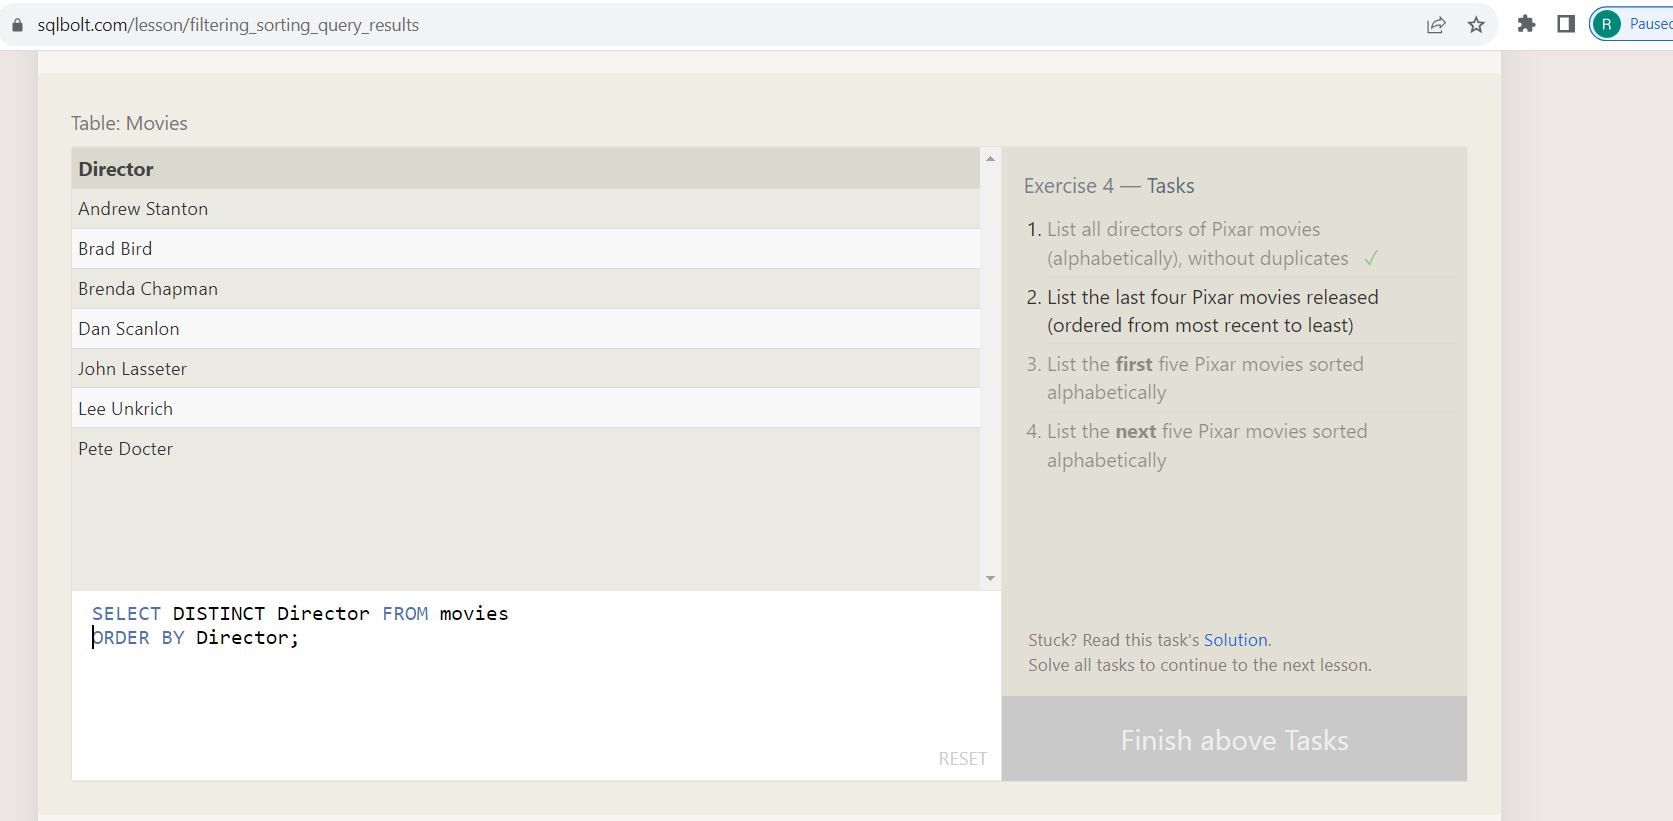 sqlbolt.com/lesson/filtering_sorting_query_results
R
Paused
Table: Movies
Director
Andrew Stanton
Brad Bird
Brenda Chapman
Dan Scanlon
John Lasseter
Lee Unkrich
Pete Docter
SELECT DISTINCT Director FROM movies
ORDER BY Director;
RESET
Exercise 4 — Tasks
1. List all directors of Pixar movies
(alphabetically), without duplicates ✓
2. List the last four Pixar movies released
(ordered from most recent to least)
3. List the first five Pixar movies sorted
alphabetically
4. List the next five Pixar movies sorted
alphabetically
Stuck? Read this task's Solution.
Solve all tasks to continue to the next lesson.
Finish above Tasks